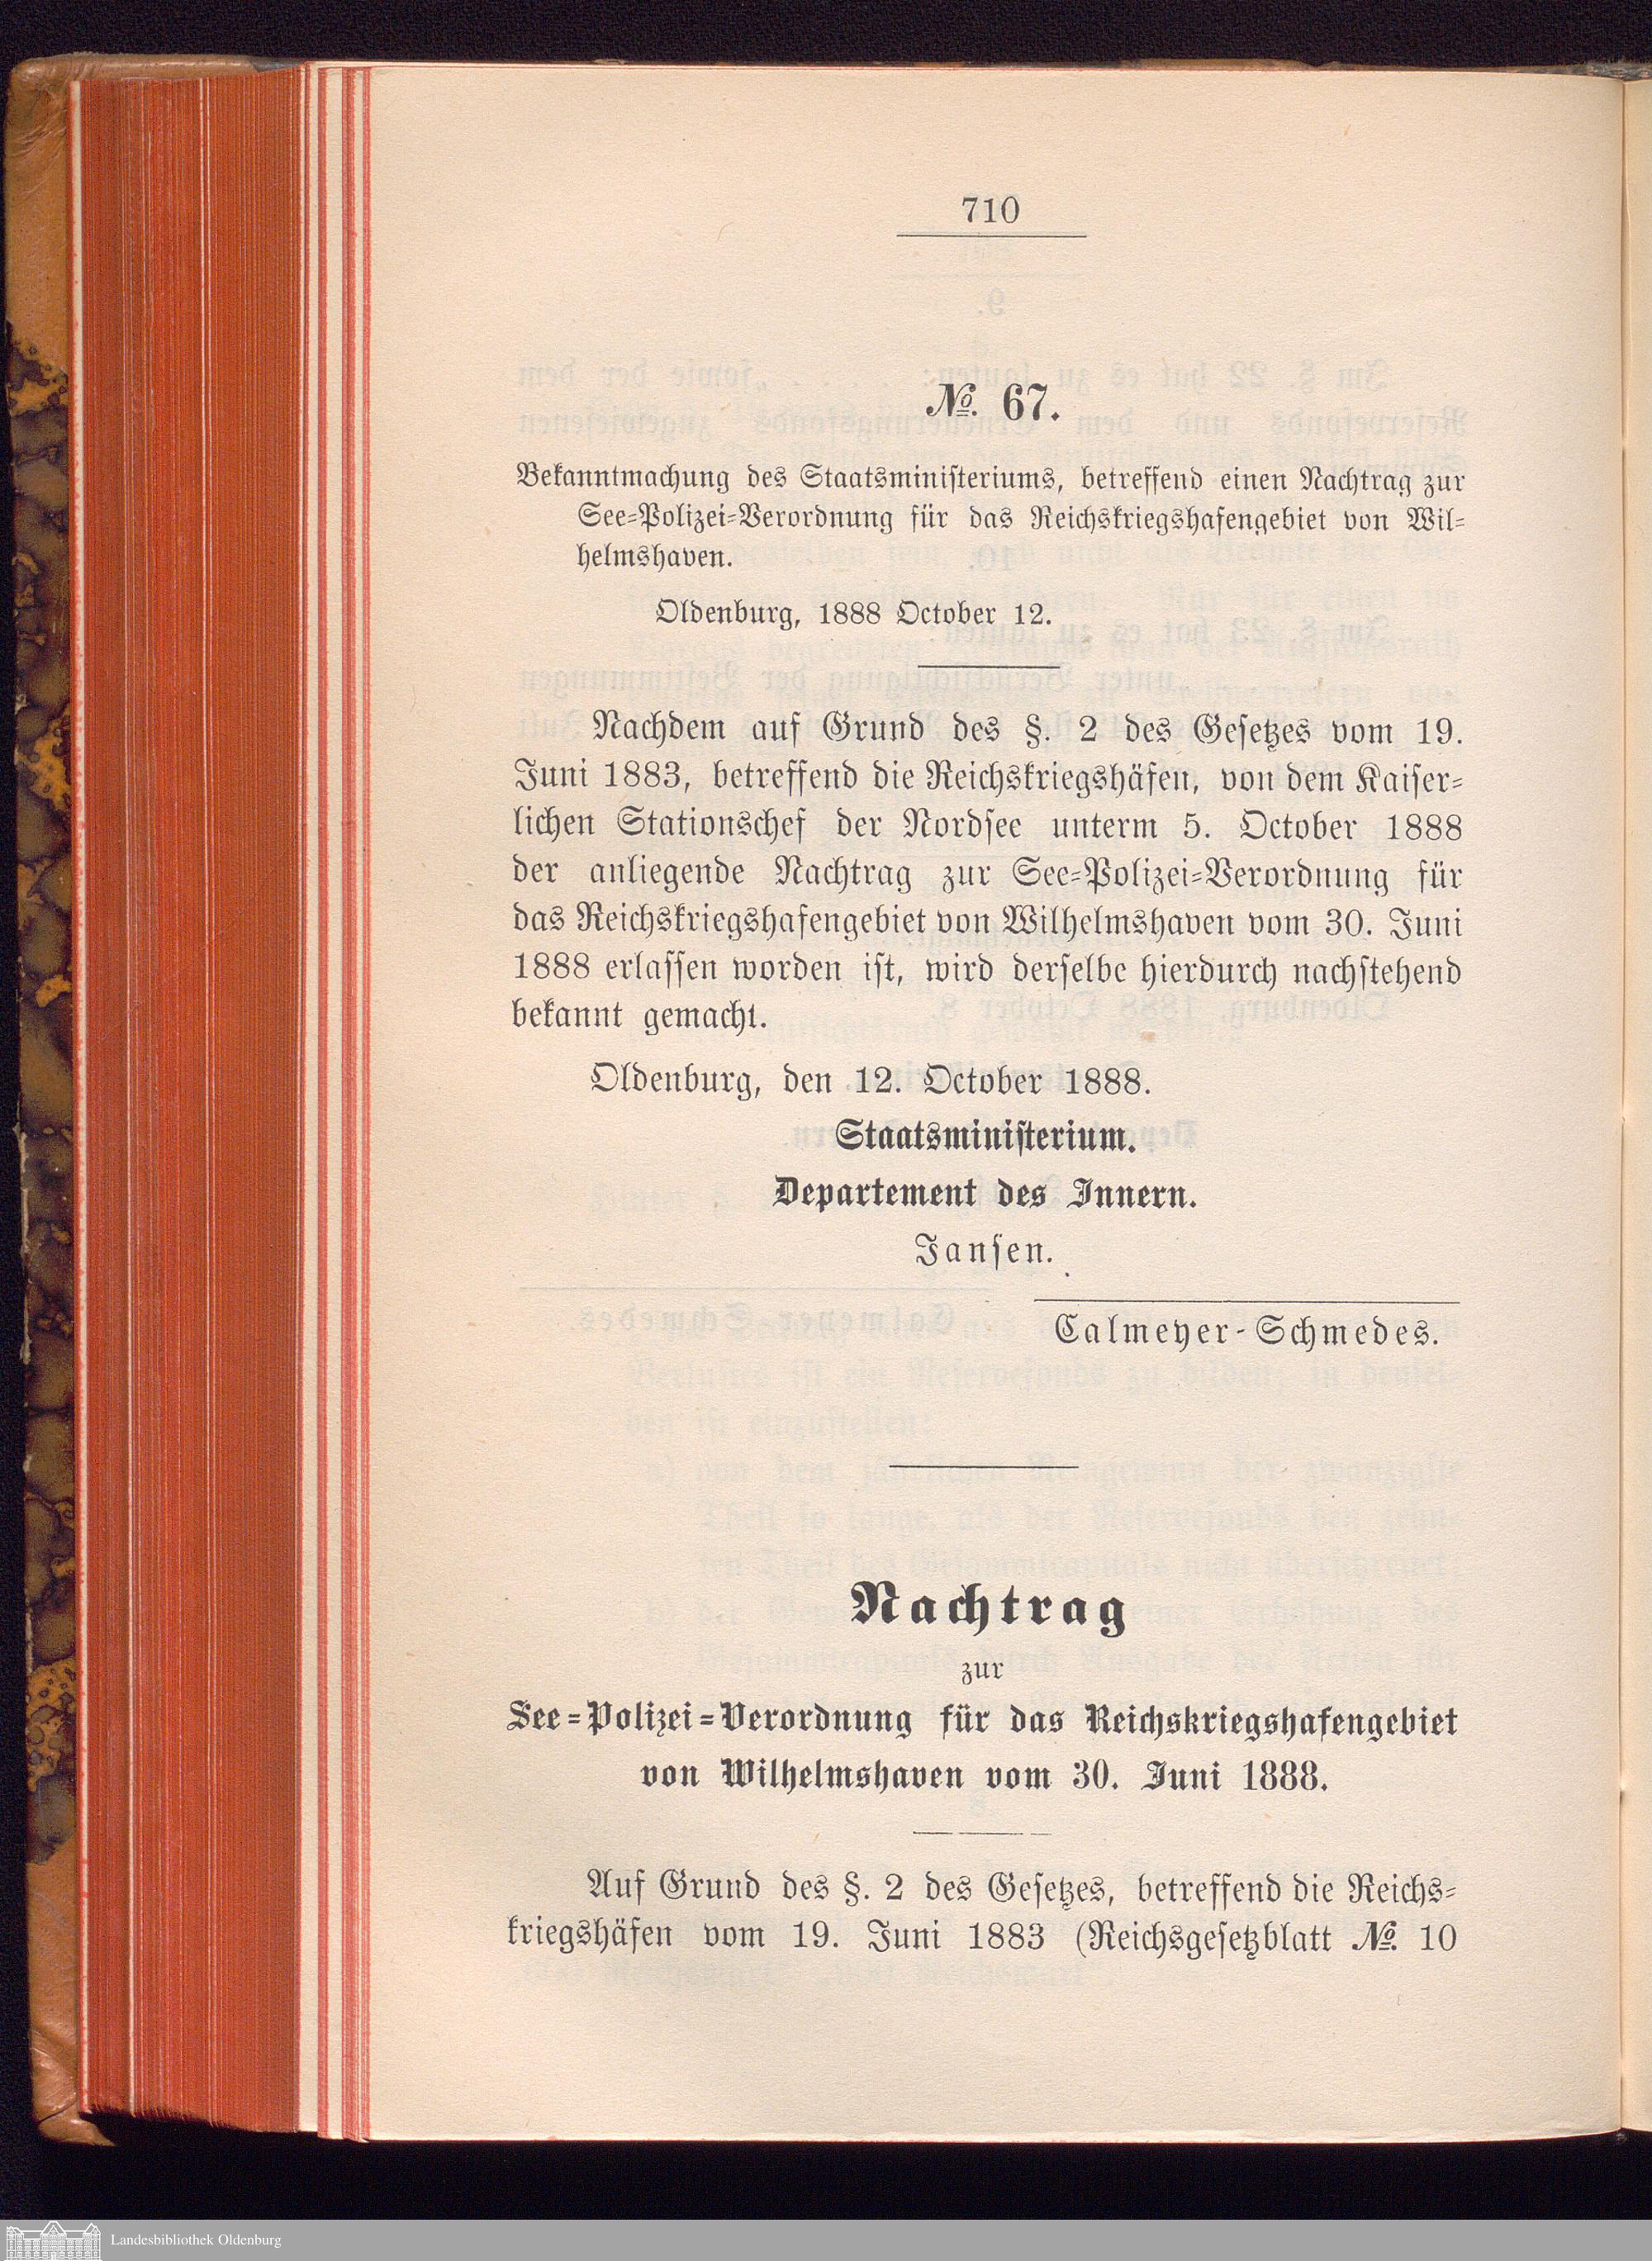 710
№. 67.
Bekanntmachung des Staatsministeriums, betreffend einen Nachtrag zur
See-Polizei-Verordnung für das Reichskriegshafengebiet von Wil-
helmshaven.
Oldenburg, 1888 October 12.
Nachdem auf Grund des §. 2 des Gesetzes vom 19.
Juni 1883, betreffend die Reichskriegshäfen, von dem Kaiser-
lichen Stationschef der Nordsee unterm 5. October 1888
der anliegende Nachtrag zur See-Polizei-Verordnung für
das Reichskriegshafengebiet von Wilhelmshaven vom 30. Juni
1888 erlassen worden ist, wird derselbe hierdurch nachstehend
bekannt gemacht.
Oldenburg, den 12. October 1888.
Staatsministerium.
Departement des Innern.
Jansen.
Calmeyer-Schmedes.
Nachtrag
zur
See-Polizei-Verordnung für das Reichskriegshafengebiet
von Wilhelmshaven vom 30. Juni 1888.
Auf Grund des §. 2 des Gesetzes, betreffend die Reichs-
kriegshäfen vom 19. Juni 1883 (Reichsgesetzblatt №. 10
Landesbibliothek Oldenburg